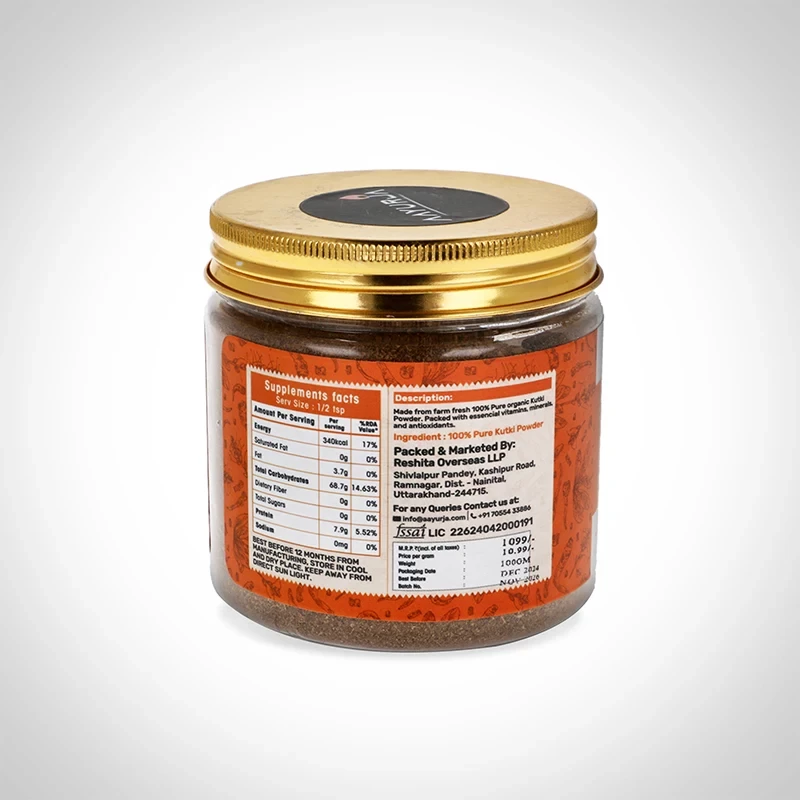 AAYURJA
Supplements facts
Serv Size : 1/2 tsp
Amount Per Serving Per serving %RDA Value*
Energy 340kcal 17%
Saturated Fat 0g 0%
Fat 3.7g 0%
Total Carbohydrates 68.7g 14.63%
Dietary Fiber 0g 0%
Total Sugars 0g 0%
Protein 7.9g 5.52%
Sodium 0mg 0%
BEST BEFORE 12 MONTHS FROM
MANUFACTURING, STORE IN COOL
AND DRY PLACE. KEEP AWAY FROM
DIRECT SUN LIGHT.
Description:
Made from farm fresh 100% Pure organic Kutki
Powder. Packed with essencial vitamins, minerals,
and antioxidants.
Ingredient : 100% Pure Kutki Powder
Packed & Marketed By:
Reshita Overseas LLP
Shivlalpur Pandey, Kashipur Road,
Ramnagar, Dist. - Nainital,
Uttarakhand-244715.
For any Queries Contact us at:
info@aayurja.com | +91 70554 33886
fssai LIC 22624042000191
M.R.P. ₹(incl. of all taxes) : 1099/-
Price per gram : 10.99/-
Weight : 100GM
Packaging Date : DEC 2024
Best Before : NOV-2026
Batch No. :